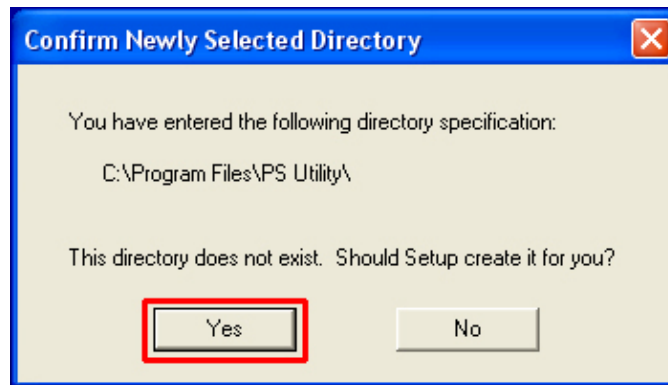 Confirm Newly Selected Directory
You have entered the following directory specification:
C:\Program Files\PS Utility\
This directory does not exist.  Should Setup create it for you?
Yes
No